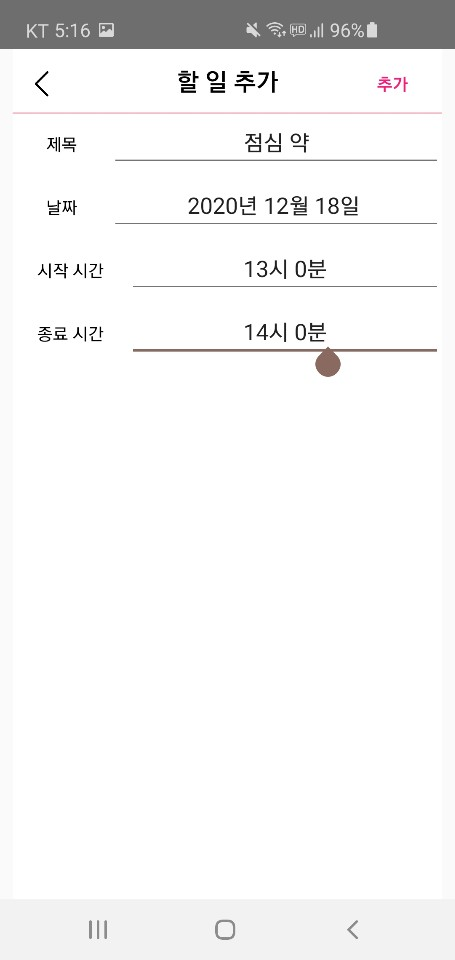 KT 5:16 HD 96%
할 일 추가 추가
제목 점심 약
날짜 2020년 12월 18일
시작 시간 13시 0분
종료 시간 14시 0분